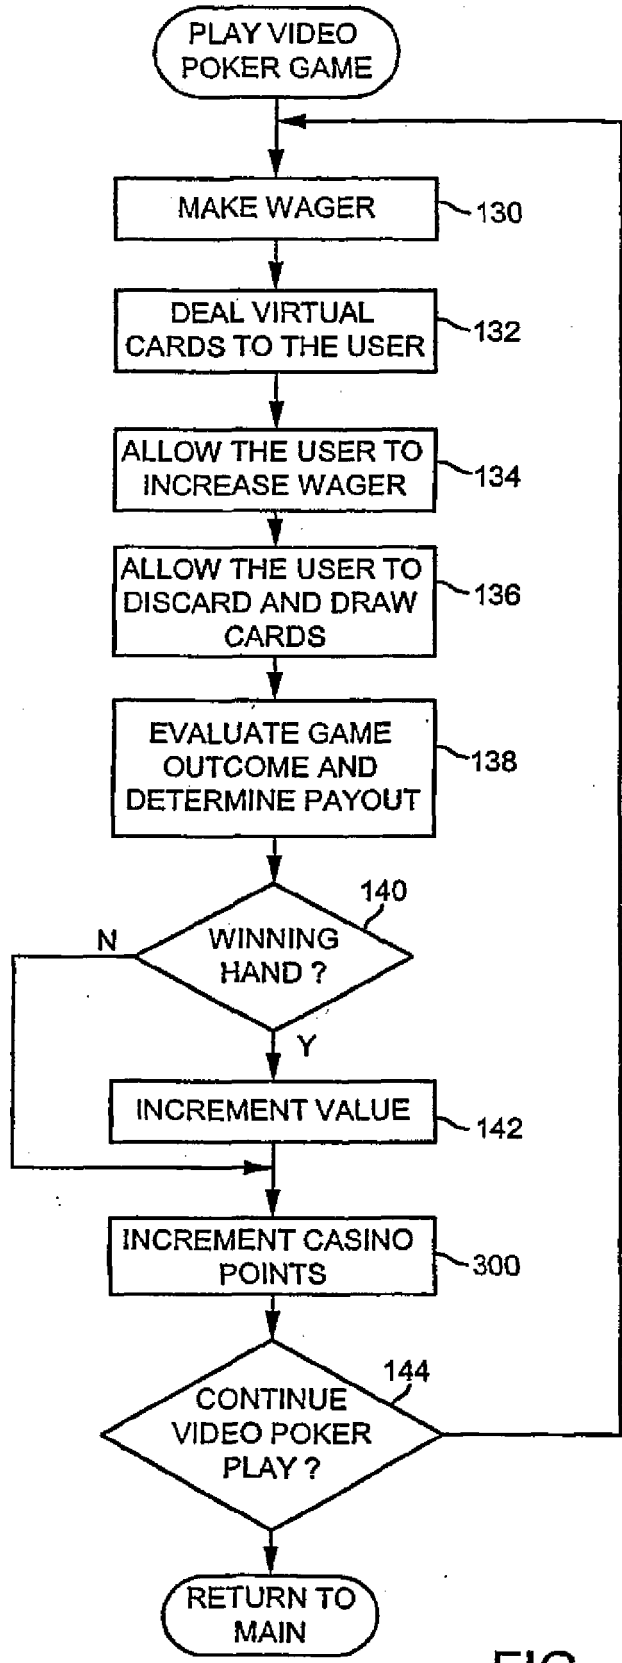 PLAY VIDEO
POKER GAME
MAKE WAGER
130
DEAL VIRTUAL
CARDS TO THE USER
132
ALLOW THE USER TO
INCREASE WAGER
134
ALLOW THE USER TO
DISCARD AND DRAW
CARDS
136
EVALUATE GAME
OUTCOME AND
DETERMINE PAYOUT
138
140
WINNING
HAND ?
N
Y
INCREMENT VALUE
142
INCREMENT CASINO
POINTS
300
144
CONTINUE
VIDEO POKER
PLAY ?
RETURN TO
MAIN